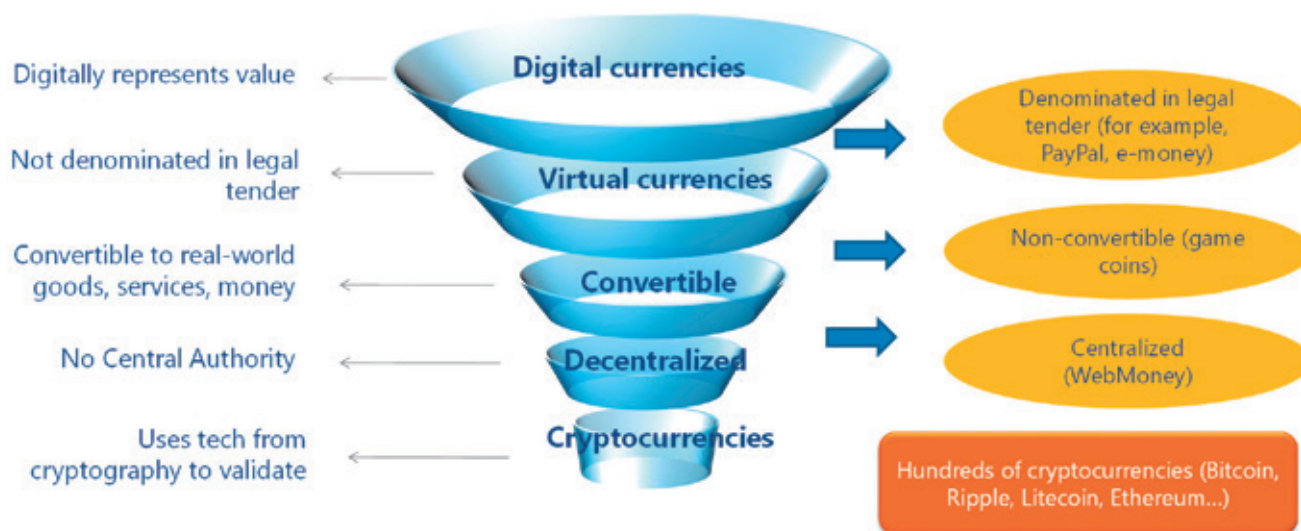 Digitally represents value
Digital currencies
Denominated in legal
tender (for example,
PayPal, e-money)
Not denominated in legal
tender
Virtual currencies
Convertible to real-world
goods, services, money
Convertible
Non-convertible (game
coins)
No Central Authority
Decentralized
Centralized
(WebMoney)
Uses tech from
cryptography to validate
Cryptocurrencies
Hundreds of cryptocurrencies (Bitcoin,
Ripple, Litecoin, Ethereum...)